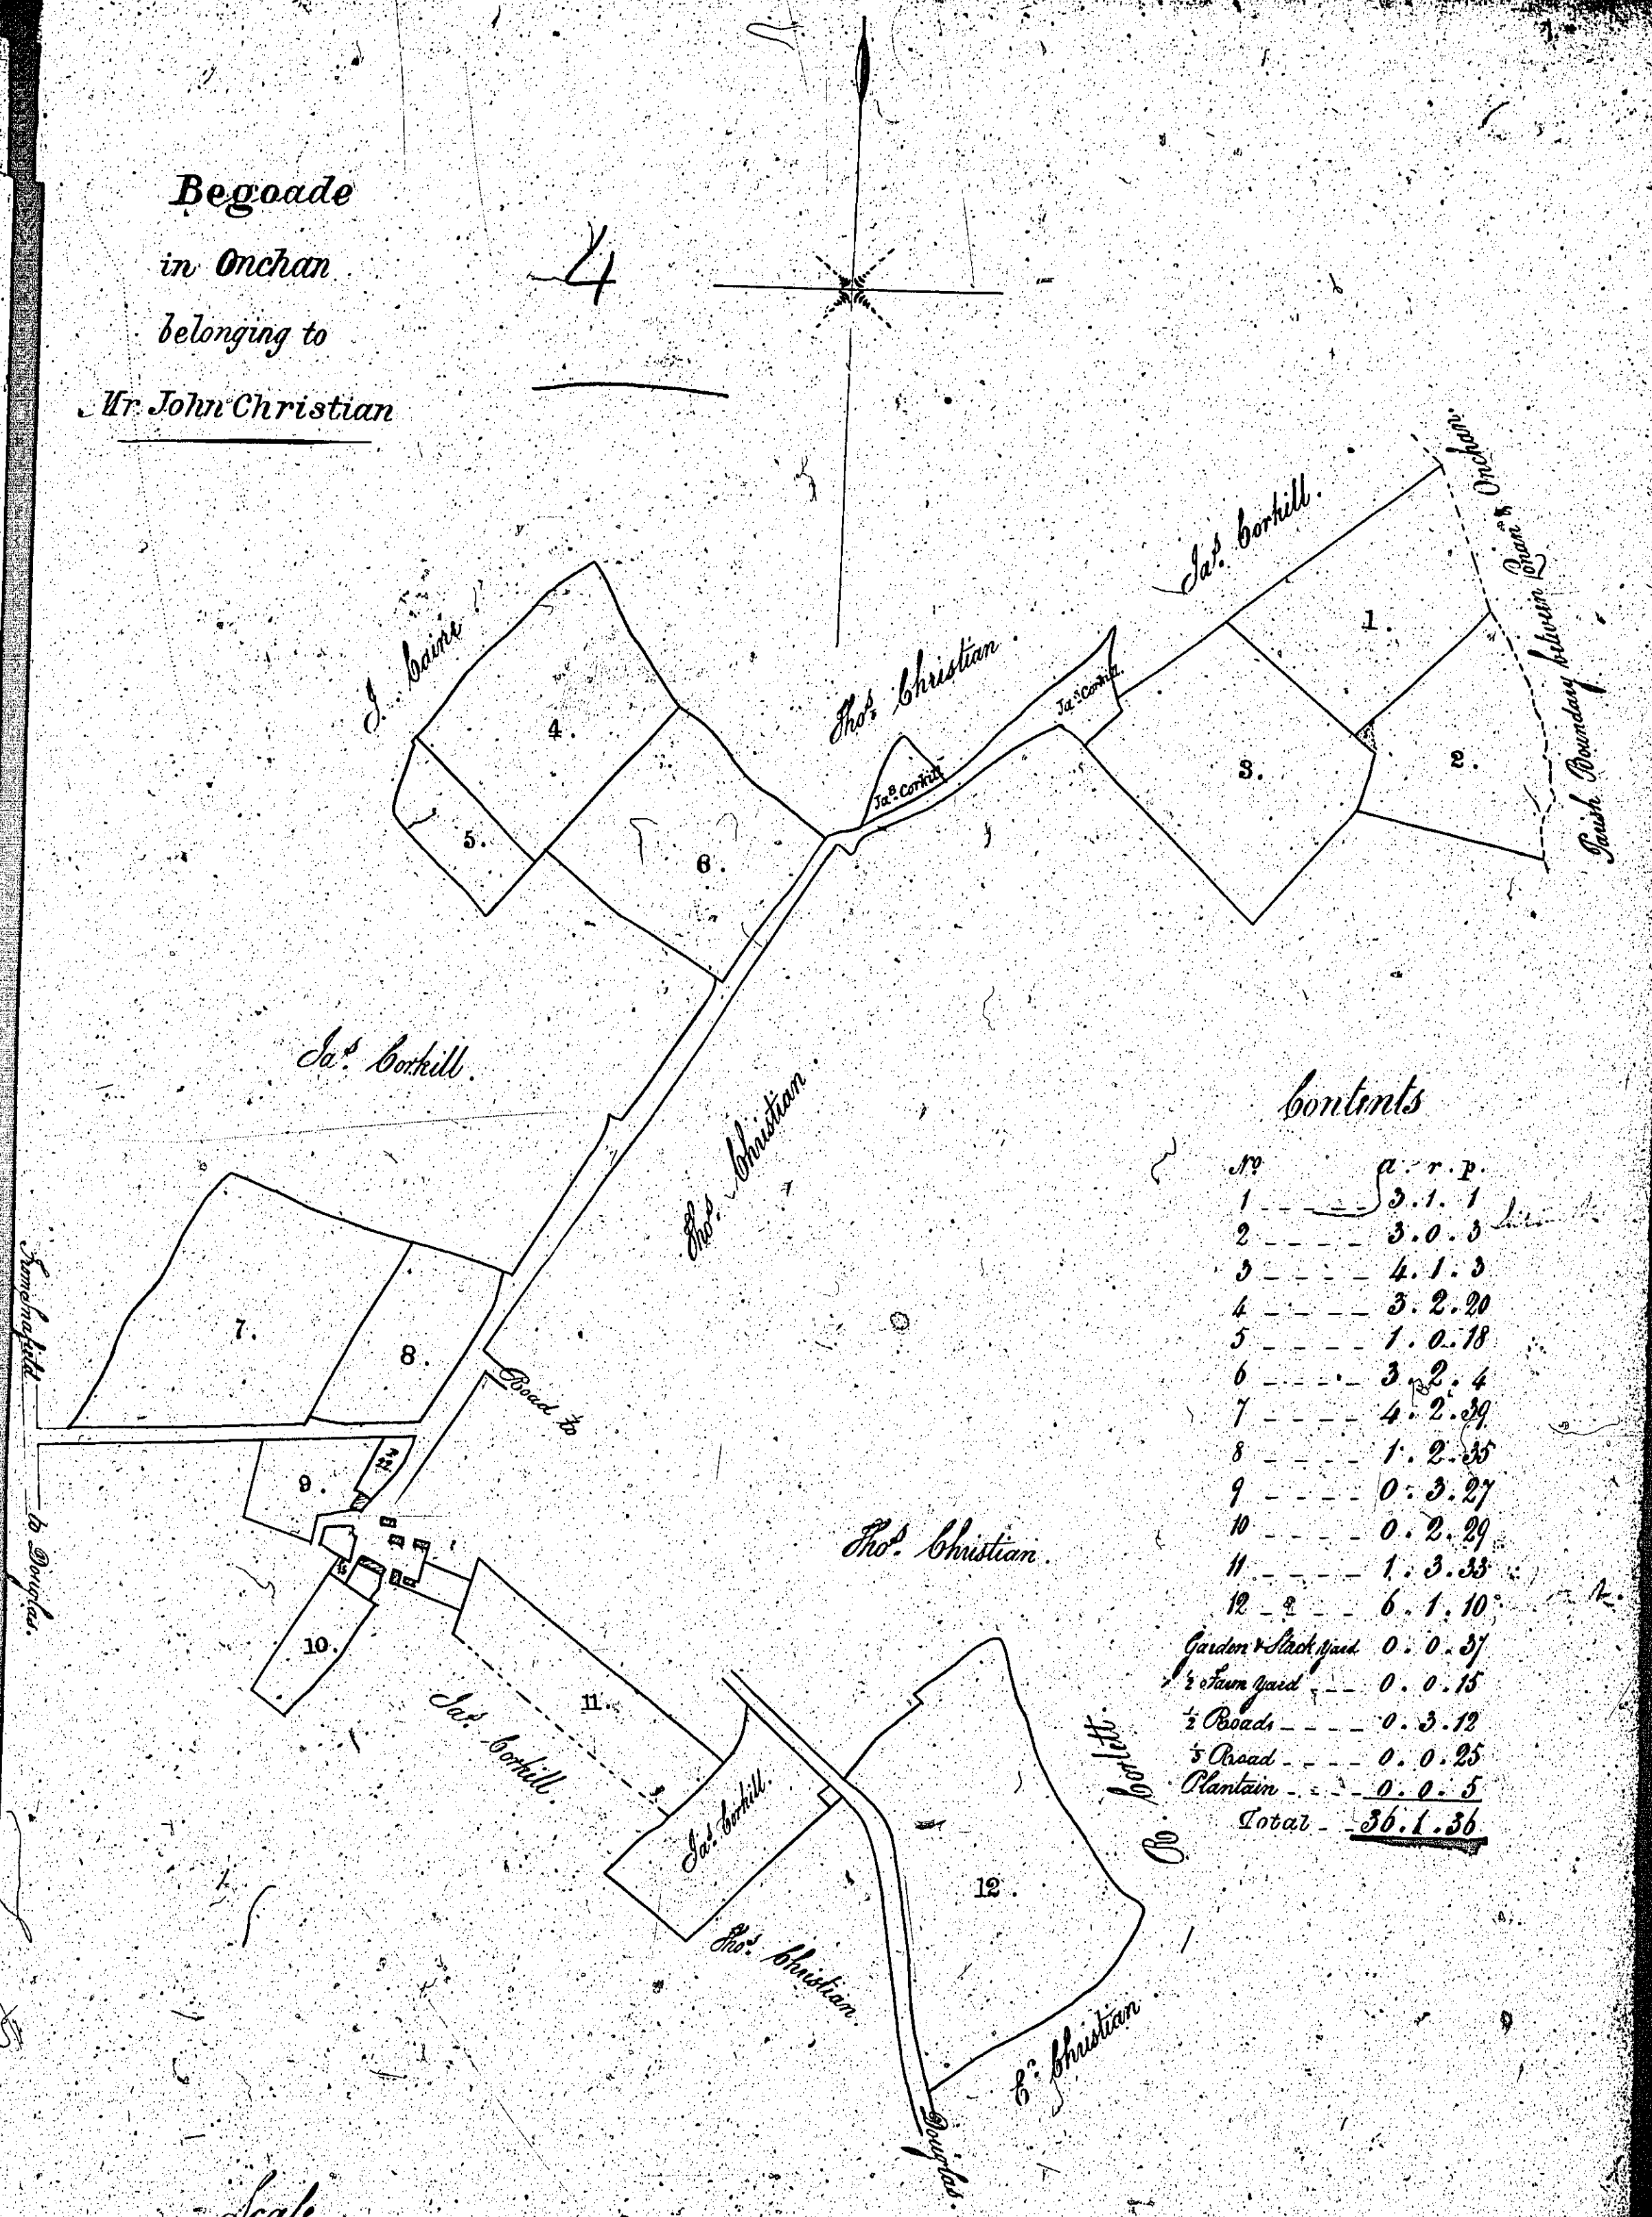 Begoade
in Onchan
belonging to
Mr. John Christian
4
Jas. Corkill.
Parish Boundary between Lonan & Onchan.
J. Caine
Thos. Christian.
Jas. Corkill.
Jas. Corkill
1.
2.
3.
4.
5.
6.
Jas. Corkill.
Thos. Christian.
7.
8.
Road to
9.
10.
11.
Thos. Christian.
Jas. Corkill.
Jas. Corkill.
to Douglas.
12.
Corlett.
Thos. Christian.
E. Christian.
Douglas.
Scale
Contents
No. a. r. p.
1 3. 1. 1
2 3. 0. 3
3 4. 1. 3
4 3. 2. 20
5 1. 0. 18
6 3. 2. 4
7 4. 2. 39
8 1. 2. 35
9 0. 3. 27
10 0. 2. 29
11 1. 3. 33
12 6. 1. 10
Garden & Stack yard 0. 0. 37
½ Farm yard 0. 0. 15
½ Roads 0. 3. 12
⅓ Road 0. 0. 25
Plantain 0. 0. 5
Total 36. 1. 36